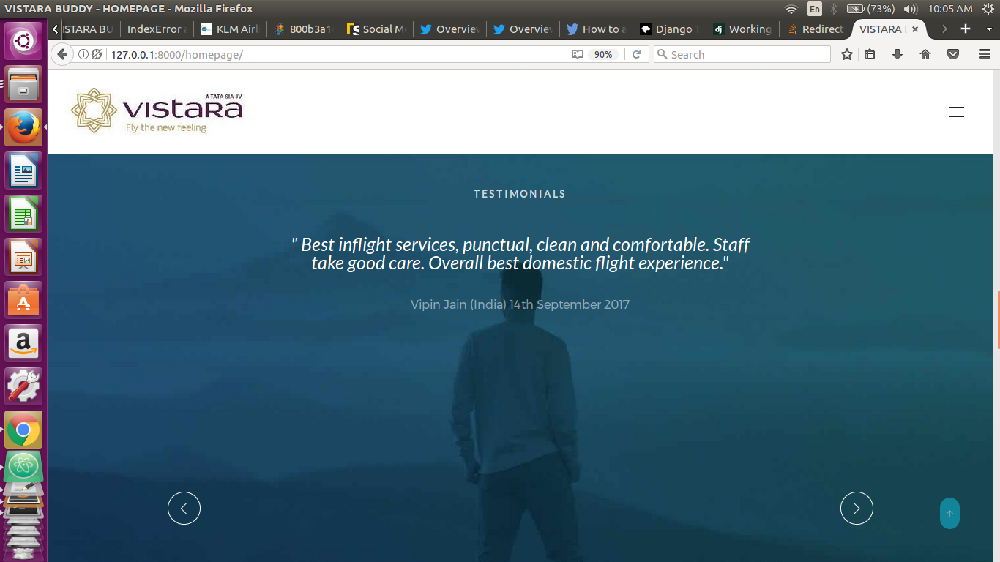 VISTARA BUDDY - HOMEPAGE - Mozilla Firefox
En
(73%)
10:05 AM
ISTARA BU
IndexError
KLM Airl
800b3a1
Social M
Overview
Overview
How to a
Django T
Working
Redirect
VISTARA
127.0.0.1:8000/homepage/
90%
Search
A TATA SIA JV
VISTARA
Fly the new feeling
TESTIMONIALS
" Best inflight services, punctual, clean and comfortable. Staff
take good care. Overall best domestic flight experience."
Vipin Jain (India) 14th September 2017